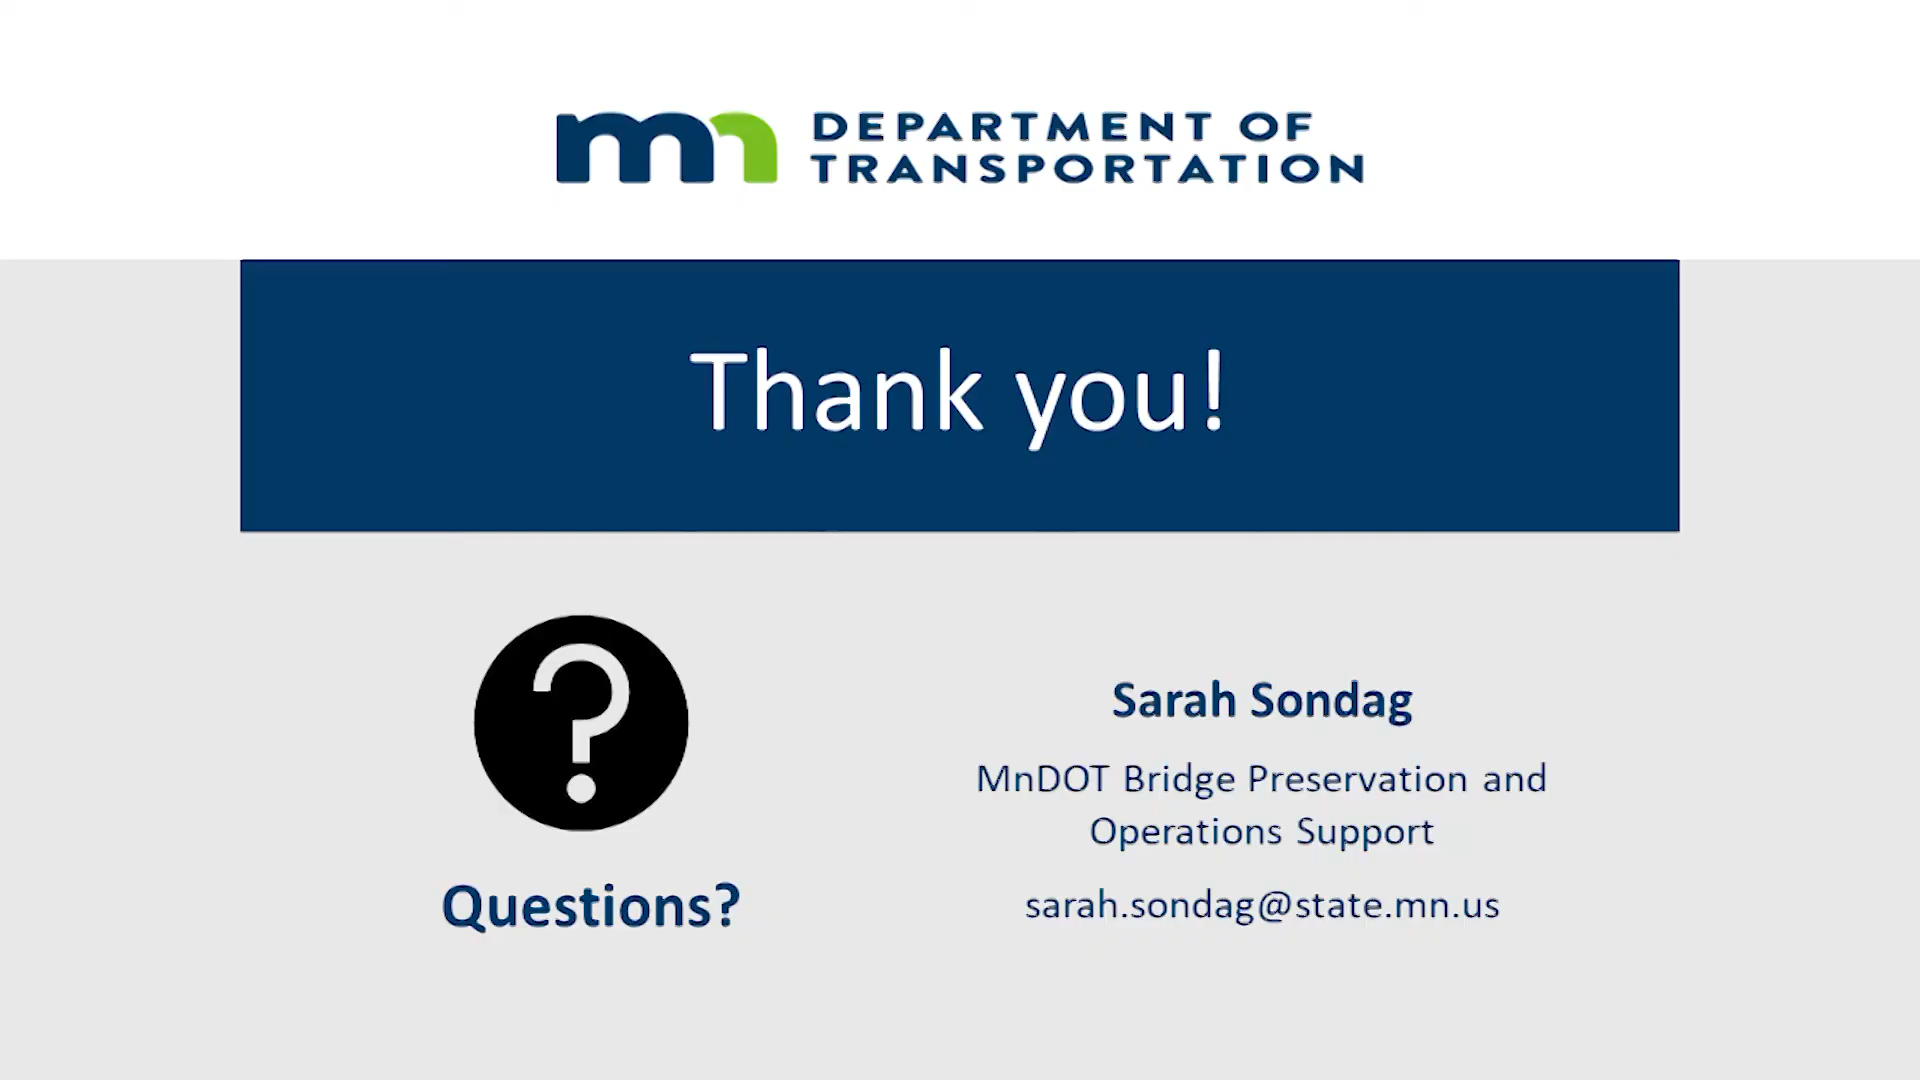 mn DEPARTMENT OF
TRANSPORTATION
Thank you!
?
Questions?
Sarah Sondag
MnDOT Bridge Preservation and
Operations Support
sarah.sondag@state.mn.us